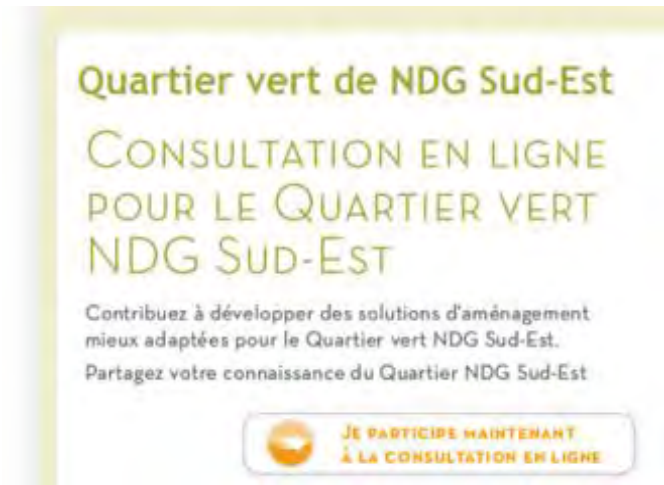 Quartier vert de NDG Sud-Est
CONSULTATION EN LIGNE
POUR LE QUARTIER VERT
NDG SUD-EST
Contribuez à développer des solutions d'aménagement
mieux adaptées pour le Quartier vert NDG Sud-Est.
Partagez votre connaissance du Quartier NDG Sud-Est
JE PARTICIPE MAINTENANT
À LA CONSULTATION EN LIGNE